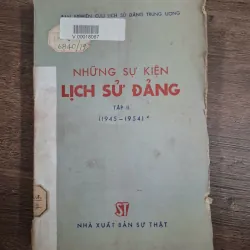 BAN NGHIÊN CỨU LỊCH SỬ ĐẢNG TRUNG ƯƠNG
V 00018067
NHỮNG SỰ KIỆN
LỊCH SỬ ĐẢNG
TẬP II
(1945-1954)
ST
NHÀ XUẤT BẢN SỰ THẬT